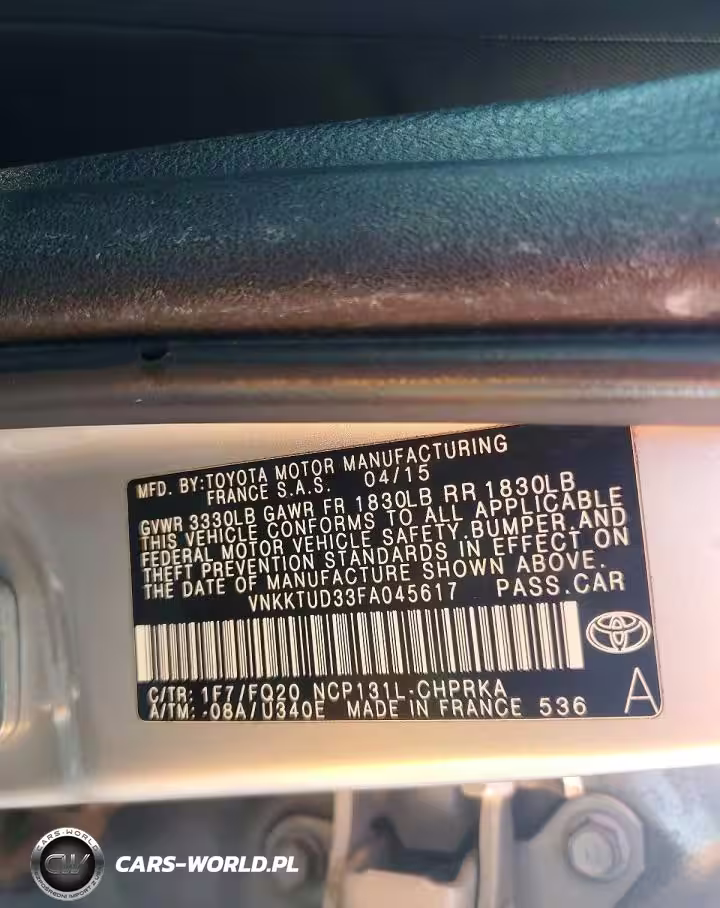 MFD. BY:TOYOTA MOTOR MANUFACTURING
FRANCE S.A.S. 04/15
GVWR 3330LB GAWR FR 1830LB RR 1830LB
THIS VEHICLE CONFORMS TO ALL APPLICABLE
FEDERAL MOTOR VEHICLE SAFETY.BUMPER.AND
THEFT PREVENTION STANDARDS IN EFFECT ON
THE DATE OF MANUFACTURE SHOWN ABOVE.
VNKKTUD33FA045617 PASS.CAR
C/TR: 1F7/FQ20 NCP131L-CHPRKA
A/TM: -08A/U340E MADE IN FRANCE 536
A
CARS-WORLD
CW
CARS-WORLD.PL